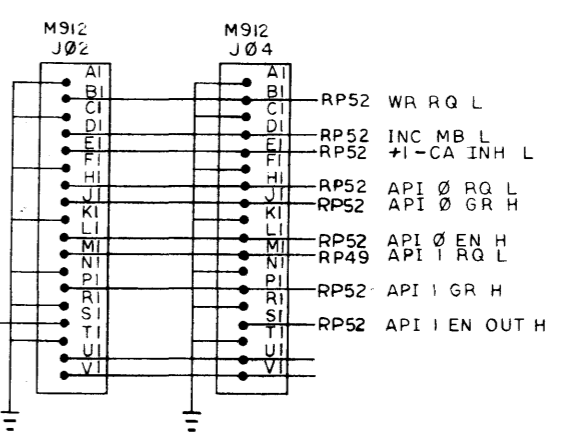 M912 M912
JØ2 JØ4
A1 A1
B1 B1 RP52 WR RQ L
C1 C1
D1 D1 RP52 INC MB L
E1 E1 RP52 +1-CA INH L
F1 F1
H1 H1 RP52 API Ø RQ L
J1 J1 RP52 API Ø GR H
K1 K1
L1 L1 RP52 API Ø EN H
M1 M1 RP49 API 1 RQ L
N1 N1
P1 P1 RP52 API 1 GR H
R1 R1
S1 S1 RP52 API 1 EN OUT H
T1 T1
U1 U1
V1 V1